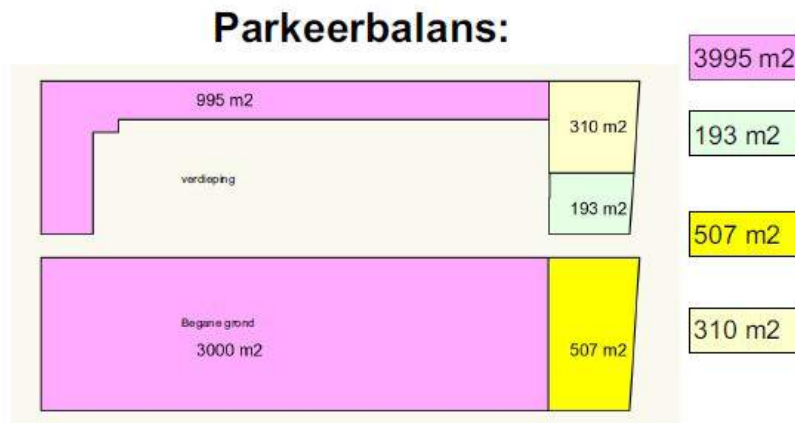 Parkeerbalans:
995 m2
310 m2
verdieping
193 m2
Begane grond
3000 m2
507 m2
3995 m2
193 m2
507 m2
310 m2